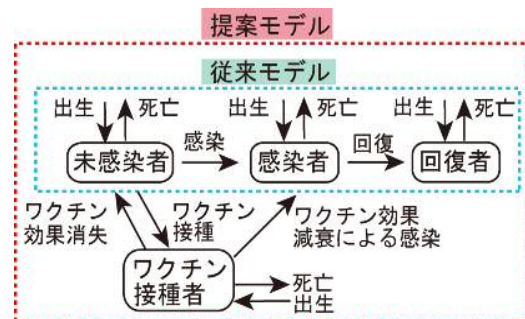 提案モデル
従来モデル
出生 死亡 出生 死亡 出生 死亡
未感染者 感染 感染者 回復 回復者
ワクチン
効果消失
ワクチン
接種
ワクチン効果
減衰による感染
ワクチン
接種者
死亡
出生